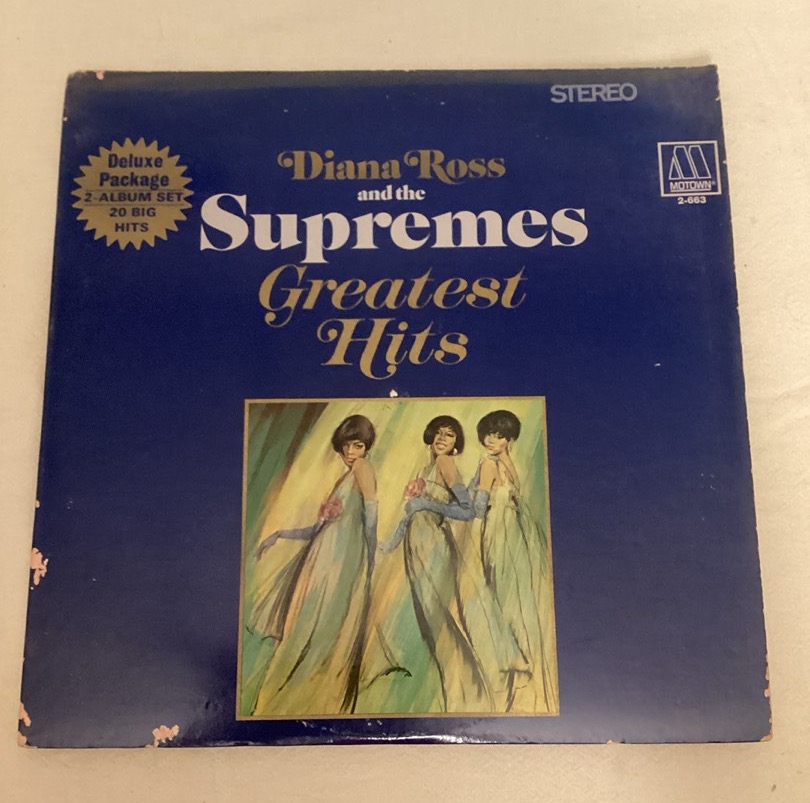 STEREO
Deluxe
Package
2-ALBUM SET
20 BIG
HITS
Diana Ross
and the
Supremes
Greatest
Hits
MOTOWN®
2-663